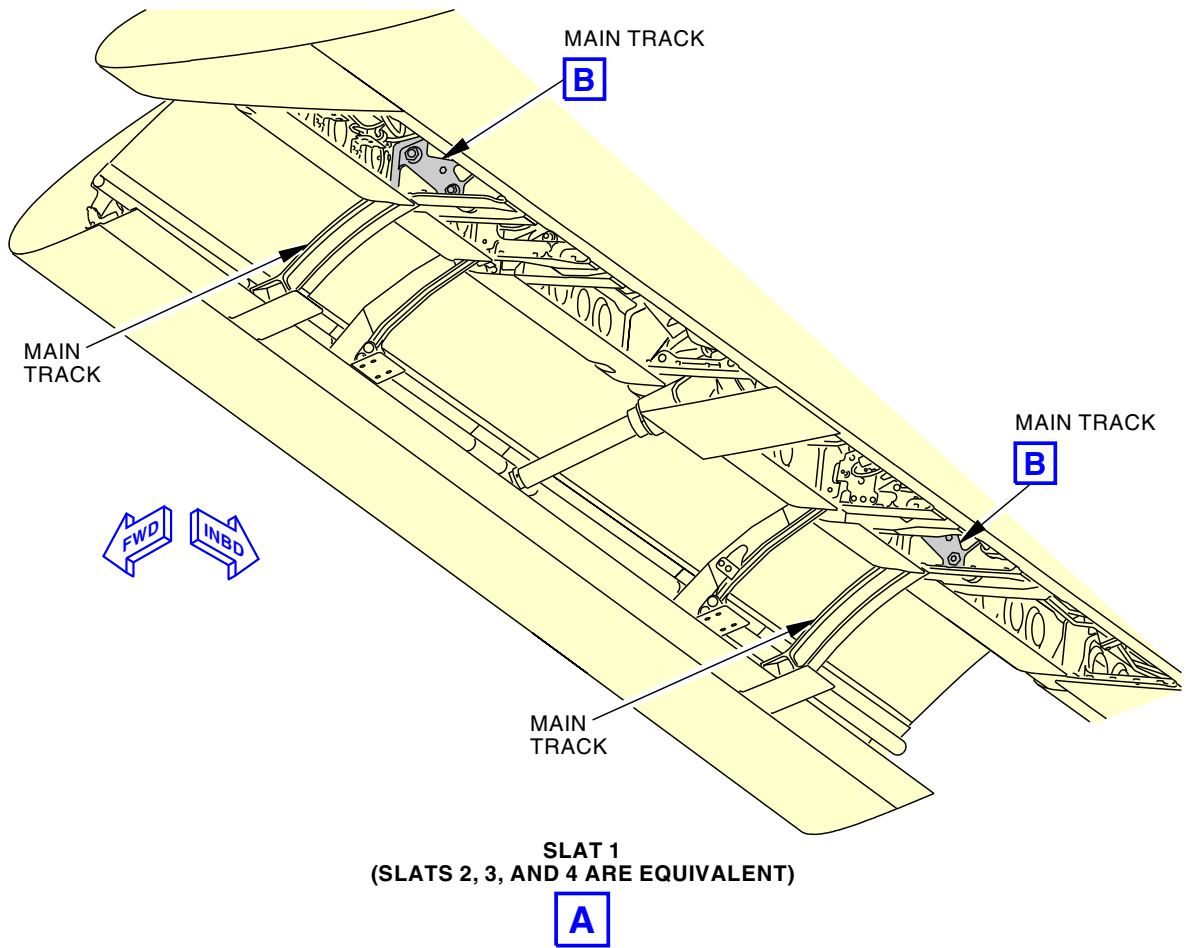 MAIN TRACK
B
MAIN
TRACK
MAIN TRACK
B
FWD
INBD
MAIN
TRACK
SLAT 1
(SLATS 2, 3, AND 4 ARE EQUIVALENT)
A